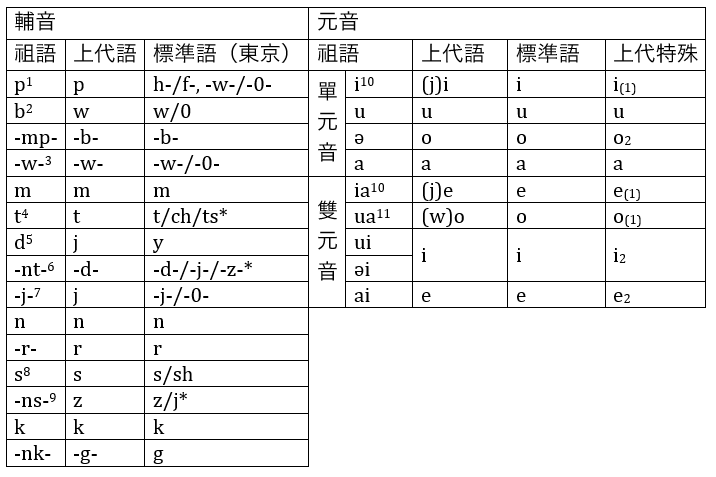 輔音 元音
祖語 上代語 標準語（東京） 祖語 上代語 標準語 上代特殊
p¹ p h-/f-, -w-/-0- 單元音 i¹⁰ (j)i i i₍₁₎
b² w w/0 u u u u
-mp- -b- -b- ə o o o₂
-w-³ -w- -w-/-0- a a a a
m m m 雙元音 ia¹⁰ (j)e e e₍₁₎
t⁴ t t/ch/ts* ua¹¹ (w)o o o₍₁₎
d⁵ j y ui i i i₂
-nt-⁶ -d- -d-/-j-/-z-* əi
-j-⁷ j -j-/-0- ai e e e₂
n n n
-r- r r
s⁸ s s/sh
-ns-⁹ z z/j*
k k k
-nk- -g- g